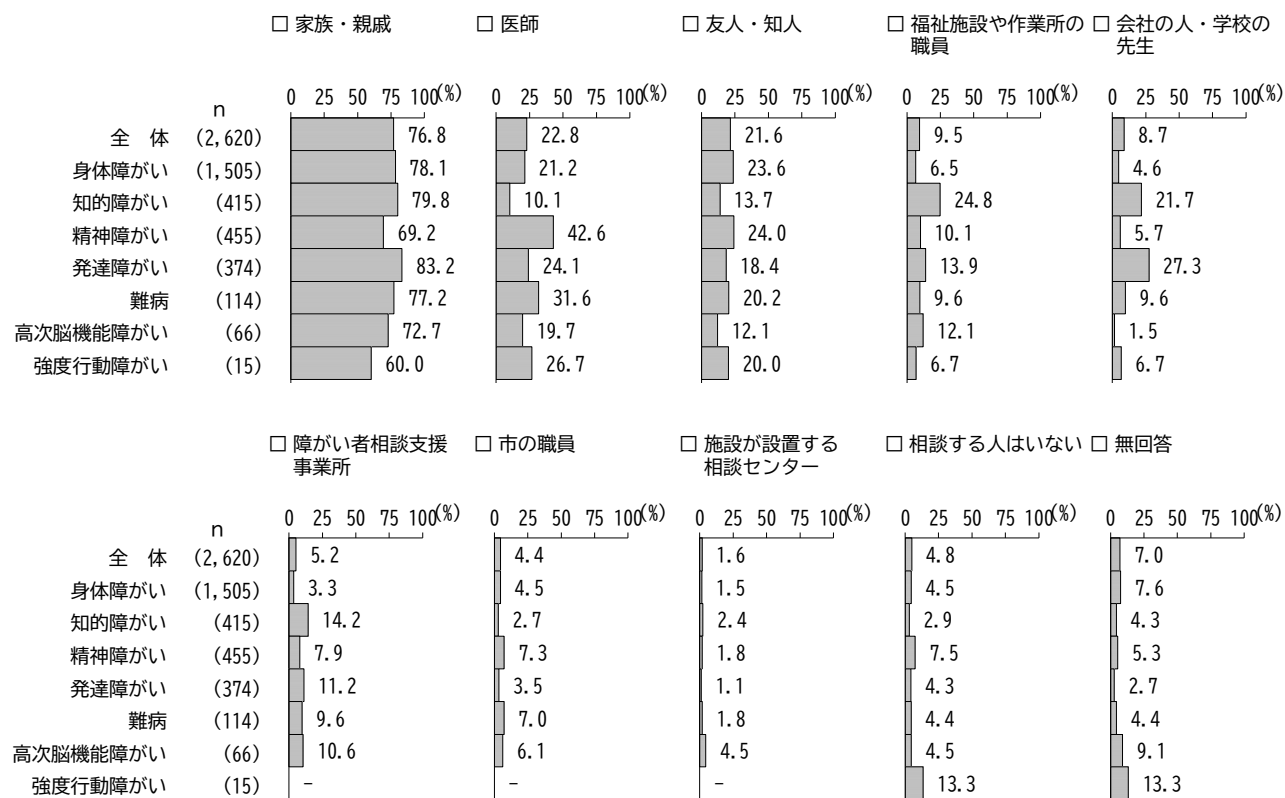 □ 家族・親戚 □ 医師 □ 友人・知人 □ 福祉施設や作業所の職員 □ 会社の人・学校の先生
0 25 50 75 100(%) 0 25 50 75 100(%) 0 25 50 75 100(%) 0 25 50 75 100(%) 0 25 50 75 100(%)
n
全 体 (2,620) 76.8 22.8 21.6 9.5 8.7
身体障がい (1,505) 78.1 21.2 23.6 6.5 4.6
知的障がい (415) 79.8 10.1 13.7 24.8 21.7
精神障がい (455) 69.2 42.6 24.0 10.1 5.7
発達障がい (374) 83.2 24.1 18.4 13.9 27.3
難病 (114) 77.2 31.6 20.2 9.6 9.6
高次脳機能障がい (66) 72.7 19.7 12.1 12.1 1.5
強度行動障がい (15) 60.0 26.7 20.0 6.7 6.7
□ 障がい者相談支援事業所 □ 市の職員 □ 施設が設置する相談センター □ 相談する人はいない □ 無回答
0 25 50 75 100(%) 0 25 50 75 100(%) 0 25 50 75 100(%) 0 25 50 75 100(%) 0 25 50 75 100(%)
n
全 体 (2,620) 5.2 4.4 1.6 4.8 7.0
身体障がい (1,505) 3.3 4.5 1.5 4.5 7.6
知的障がい (415) 14.2 2.7 2.4 2.9 4.3
精神障がい (455) 7.9 7.3 1.8 7.5 5.3
発達障がい (374) 11.2 3.5 1.1 4.3 2.7
難病 (114) 9.6 7.0 1.8 4.4 4.4
高次脳機能障がい (66) 10.6 6.1 4.5 4.5 9.1
強度行動障がい (15) － － － 13.3 13.3